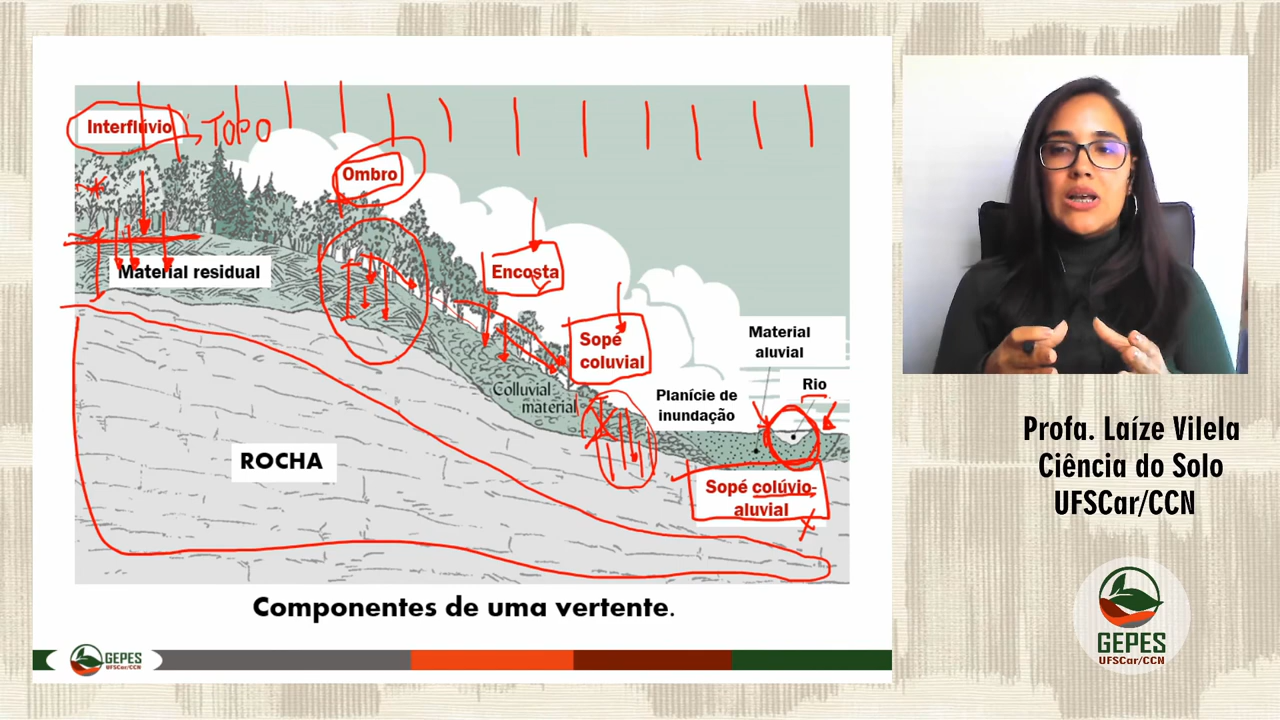 Interflúvio
TOPO
Ombro
Material residual
Encosta
Sopé
coluvial
Material
aluvial
Rio
Colluvial
material
Planície de
inundação
ROCHA
Sopé colúvio-
aluvial
Componentes de uma vertente.
GEPES
UFSCar/CCN
Profa. Laíze Vilela
Ciência do Solo
UFSCar/CCN
GEPES
UFSCar/CCN